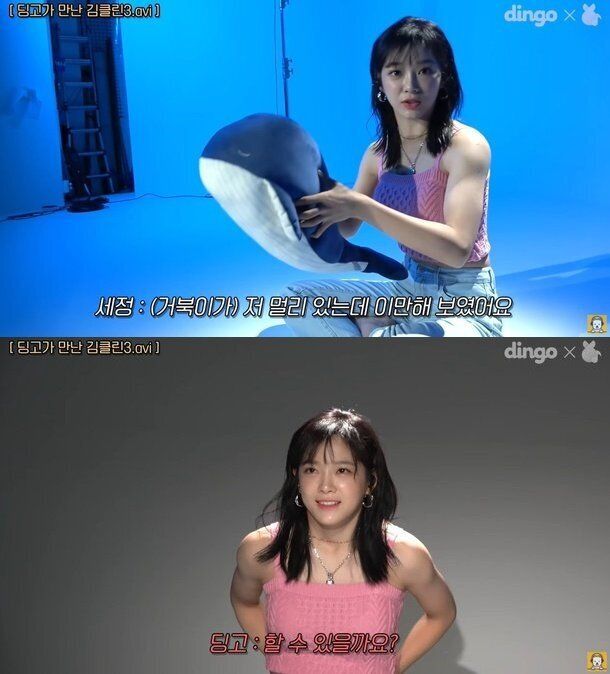 [ 딩고가 만난 김클린3.avi ]
dingo ×
세정 : (거북이가) 저 멀리 있는데 이만해 보였어요
[ 딩고가 만난 김클린3.avi ]
dingo ×
딩고 : 할 수 있을까요?